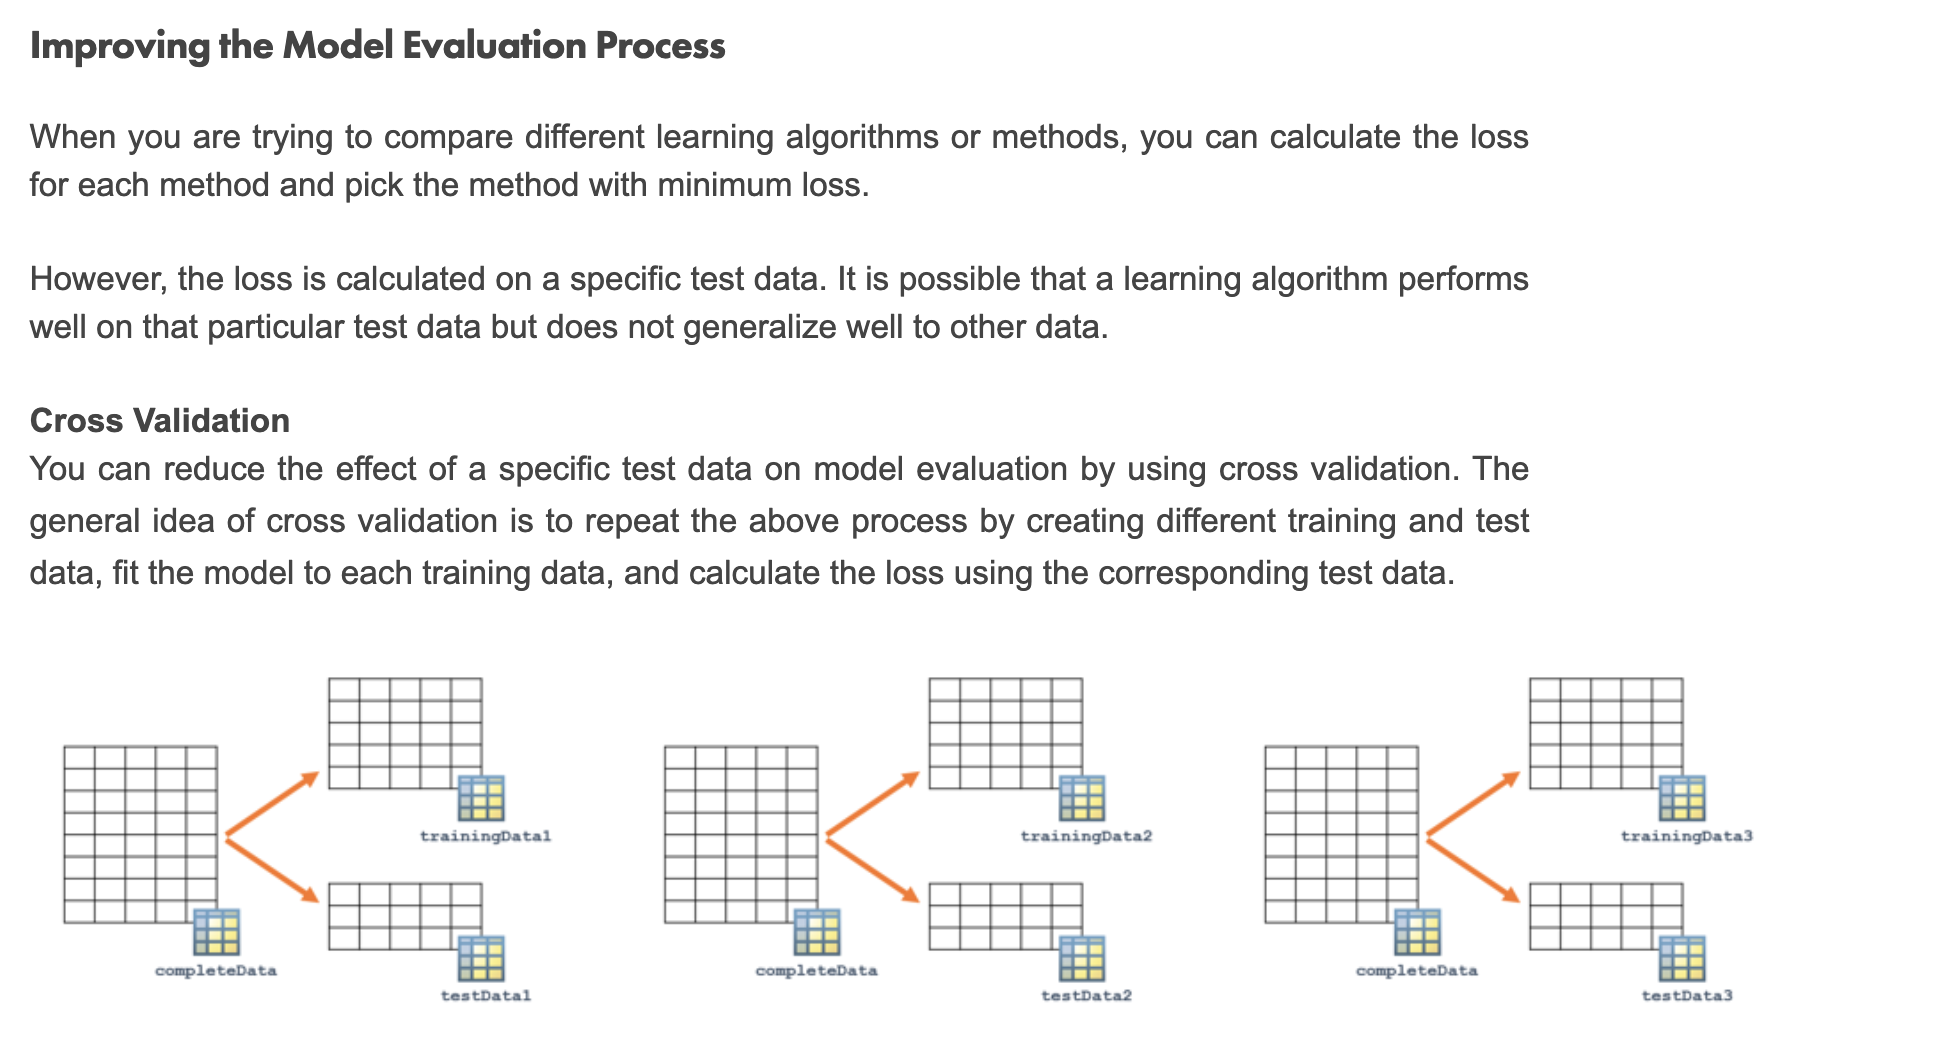 Improving the Model Evaluation Process
When you are trying to compare different learning algorithms or methods, you can calculate the loss
for each method and pick the method with minimum loss.
However, the loss is calculated on a specific test data. It is possible that a learning algorithm performs
well on that particular test data but does not generalize well to other data.
Cross Validation
You can reduce the effect of a specific test data on model evaluation by using cross validation. The
general idea of cross validation is to repeat the above process by creating different training and test
data, fit the model to each training data, and calculate the loss using the corresponding test data.
trainingData1
completeData
testData1
trainingData2
completeData
testData2
trainingData3
completeData
testData3